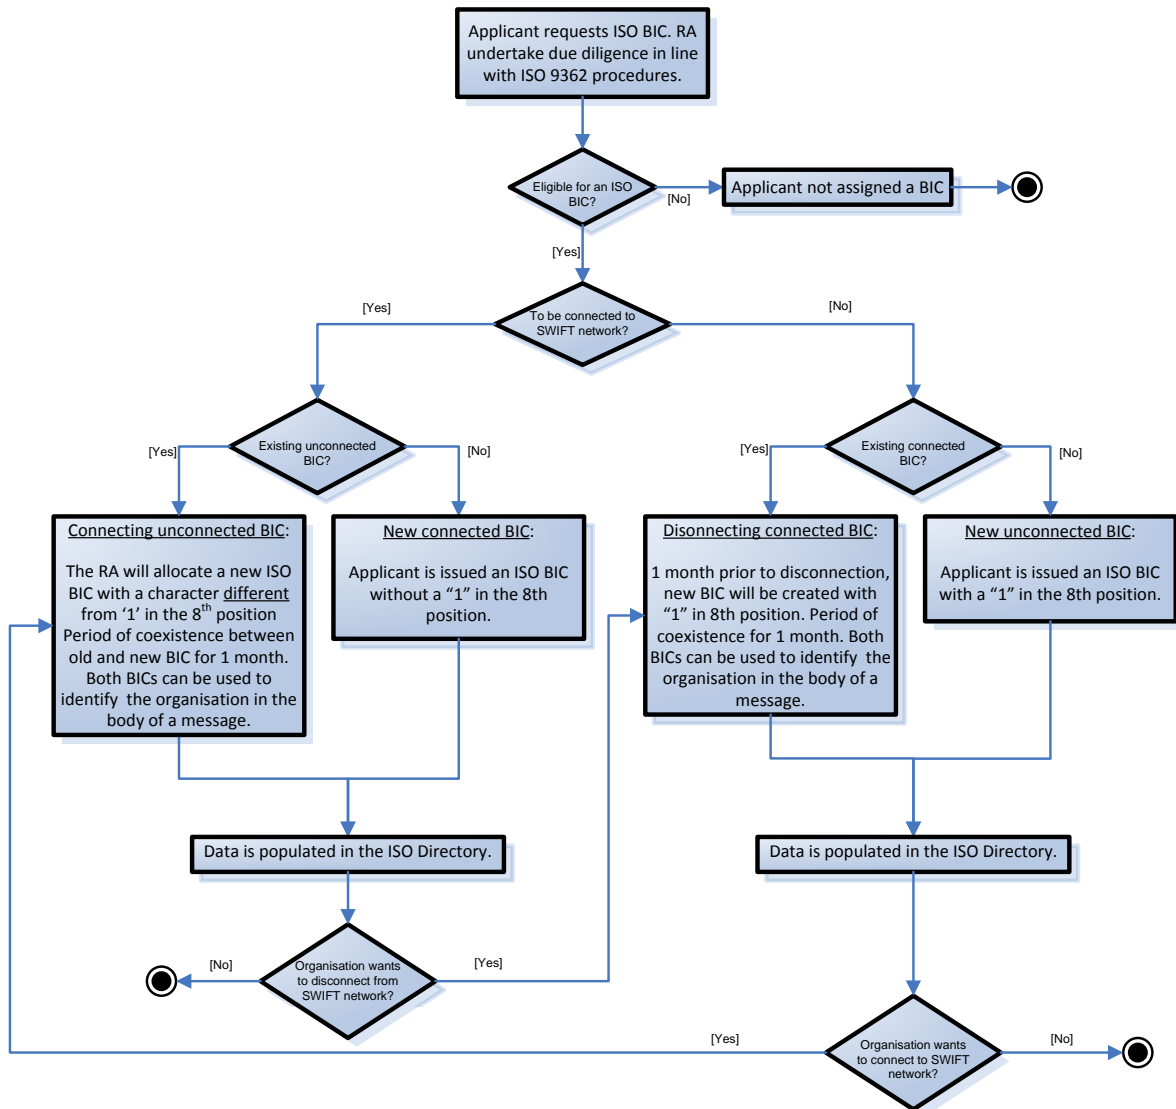 Applicant requests ISO BIC. RA
undertake due diligence in line
with ISO 9362 procedures.
Eligible for an ISO
BIC?
[No]
Applicant not assigned a BIC
[Yes]
To be connected to
SWIFT network?
[Yes]
[No]
Existing unconnected
BIC?
[Yes]
[No]
Existing connected
BIC?
[Yes]
[No]
Connecting unconnected BIC:
The RA will allocate a new ISO
BIC with a character different
from ‘1’ in the 8th position
Period of coexistence between
old and new BIC for 1 month.
Both BICs can be used to
identify the organisation in the
body of a message.
New connected BIC:
Applicant is issued an ISO BIC
without a “1” in the 8th
position.
Disonnecting connected BIC:
1 month prior to disconnection,
new BIC will be created with
“1” in 8th position. Period of
coexistence for 1 month. Both
BICs can be used to identify the
organisation in the body of a
message.
New unconnected BIC:
Applicant is issued an ISO BIC
with a “1” in the 8th position.
Data is populated in the ISO Directory.
Data is populated in the ISO Directory.
Organisation wants
to disconnect from
SWIFT network?
[No]
[Yes]
Organisation wants
to connect to SWIFT
network?
[Yes]
[No]